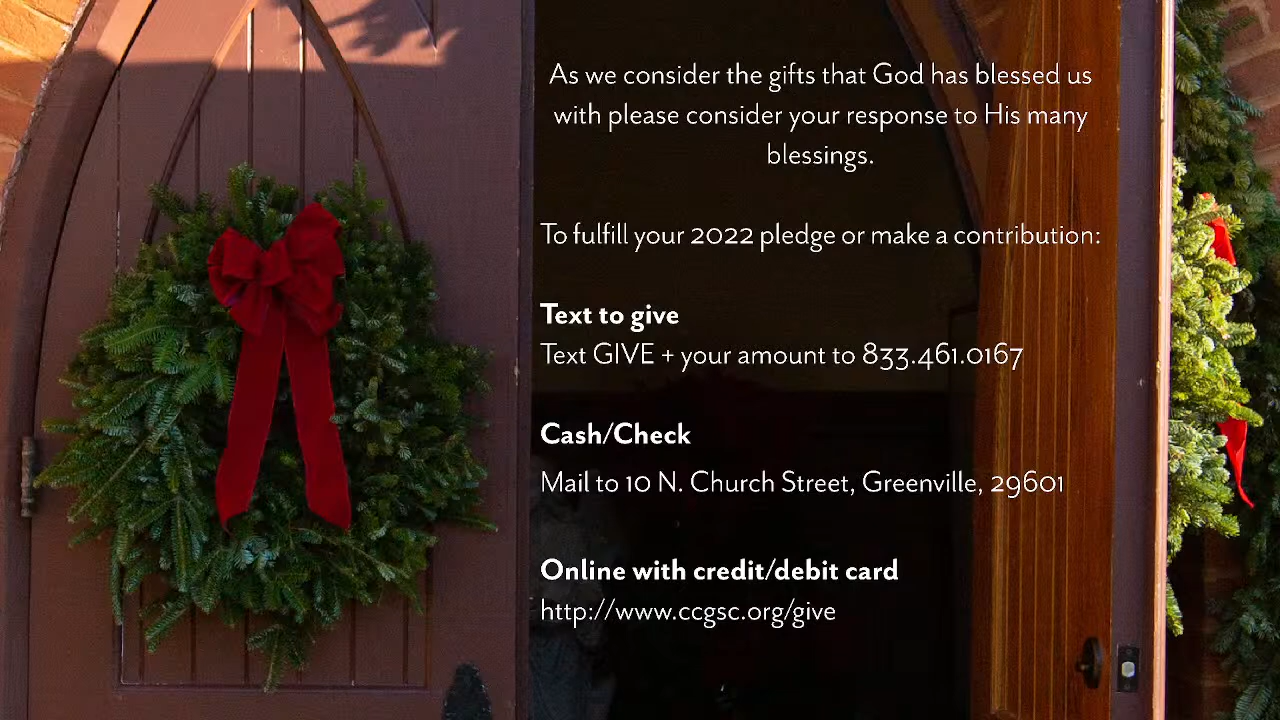 As we consider the gifts that God has blessed us
with please consider your response to His many
blessings.
To fulfill your 2022 pledge or make a contribution:
Text to give
Text GIVE + your amount to 833.461.0167
Cash/Check
Mail to 10 N. Church Street, Greenville, 29601
Online with credit/debit card
http://www.ccgsc.org/give